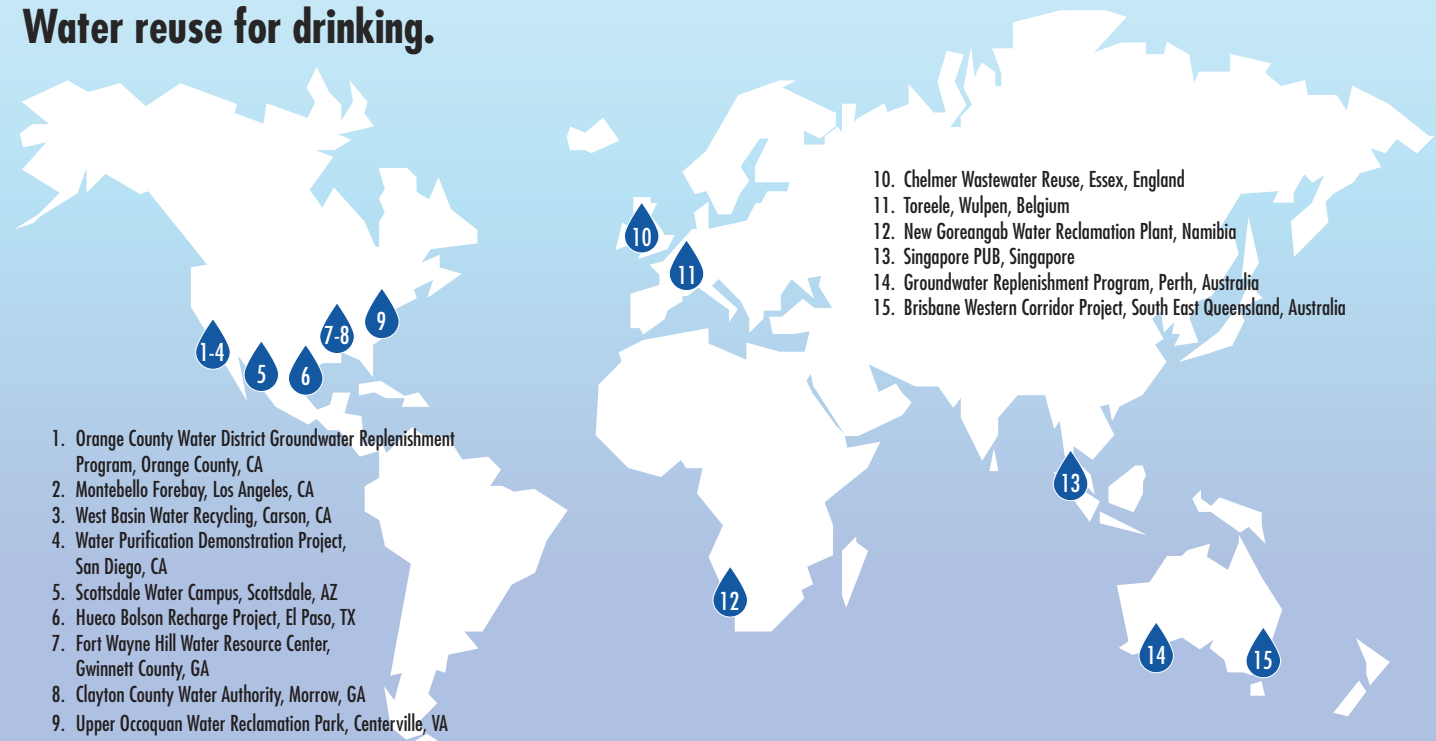 Water reuse for drinking.
10. Chelmer Wastewater Reuse, Essex, England
11. Toreele, Wulpen, Belgium
12. New Goreangab Water Reclamation Plant, Namibia
13. Singapore PUB, Singapore
14. Groundwater Replenishment Program, Perth, Australia
15. Brisbane Western Corridor Project, South East Queensland, Australia
10
11
9
7-8
1-4
5
6
1. Orange County Water District Groundwater Replenishment
Program, Orange County, CA
2. Montebello Forebay, Los Angeles, CA
3. West Basin Water Recycling, Carson, CA
4. Water Purification Demonstration Project,
San Diego, CA
5. Scottsdale Water Campus, Scottsdale, AZ
6. Hueco Bolson Recharge Project, El Paso, TX
7. Fort Wayne Hill Water Resource Center,
Gwinnett County, GA
8. Clayton County Water Authority, Morrow, GA
9. Upper Occoquan Water Reclamation Park, Centerville, VA
13
12
14
15